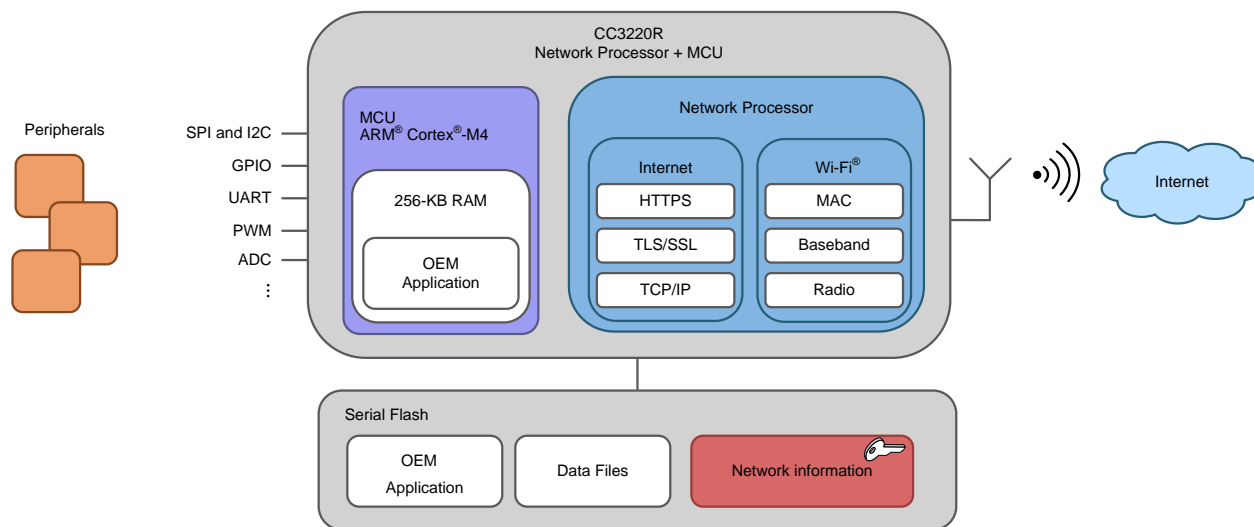 CC3220R
Network Processor + MCU
Peripherals
SPI and I2C
GPIO
UART
PWM
ADC
⋮
MCU
ARM® Cortex®-M4
256-KB RAM
OEM
Application
Network Processor
Internet
HTTPS
TLS/SSL
TCP/IP
Wi-Fi®
MAC
Baseband
Radio
Internet
Serial Flash
OEM
Application
Data Files
Network information